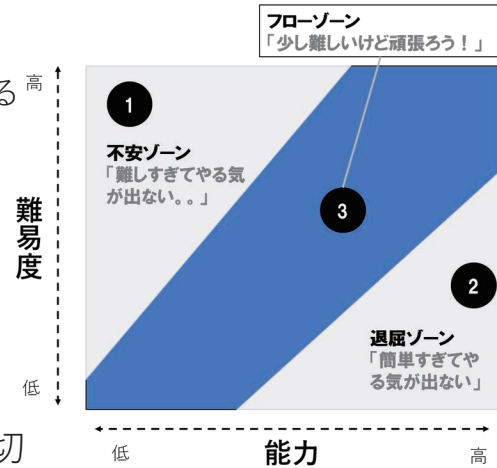 フローゾーン
「少し難しいけど頑張ろう！」
る
高
1
不安ゾーン
「難しすぎてやる気
が出ない。。」
難易度
3
2
退屈ゾーン
「簡単すぎてや
る気が出ない」
低
切
低
能力
高